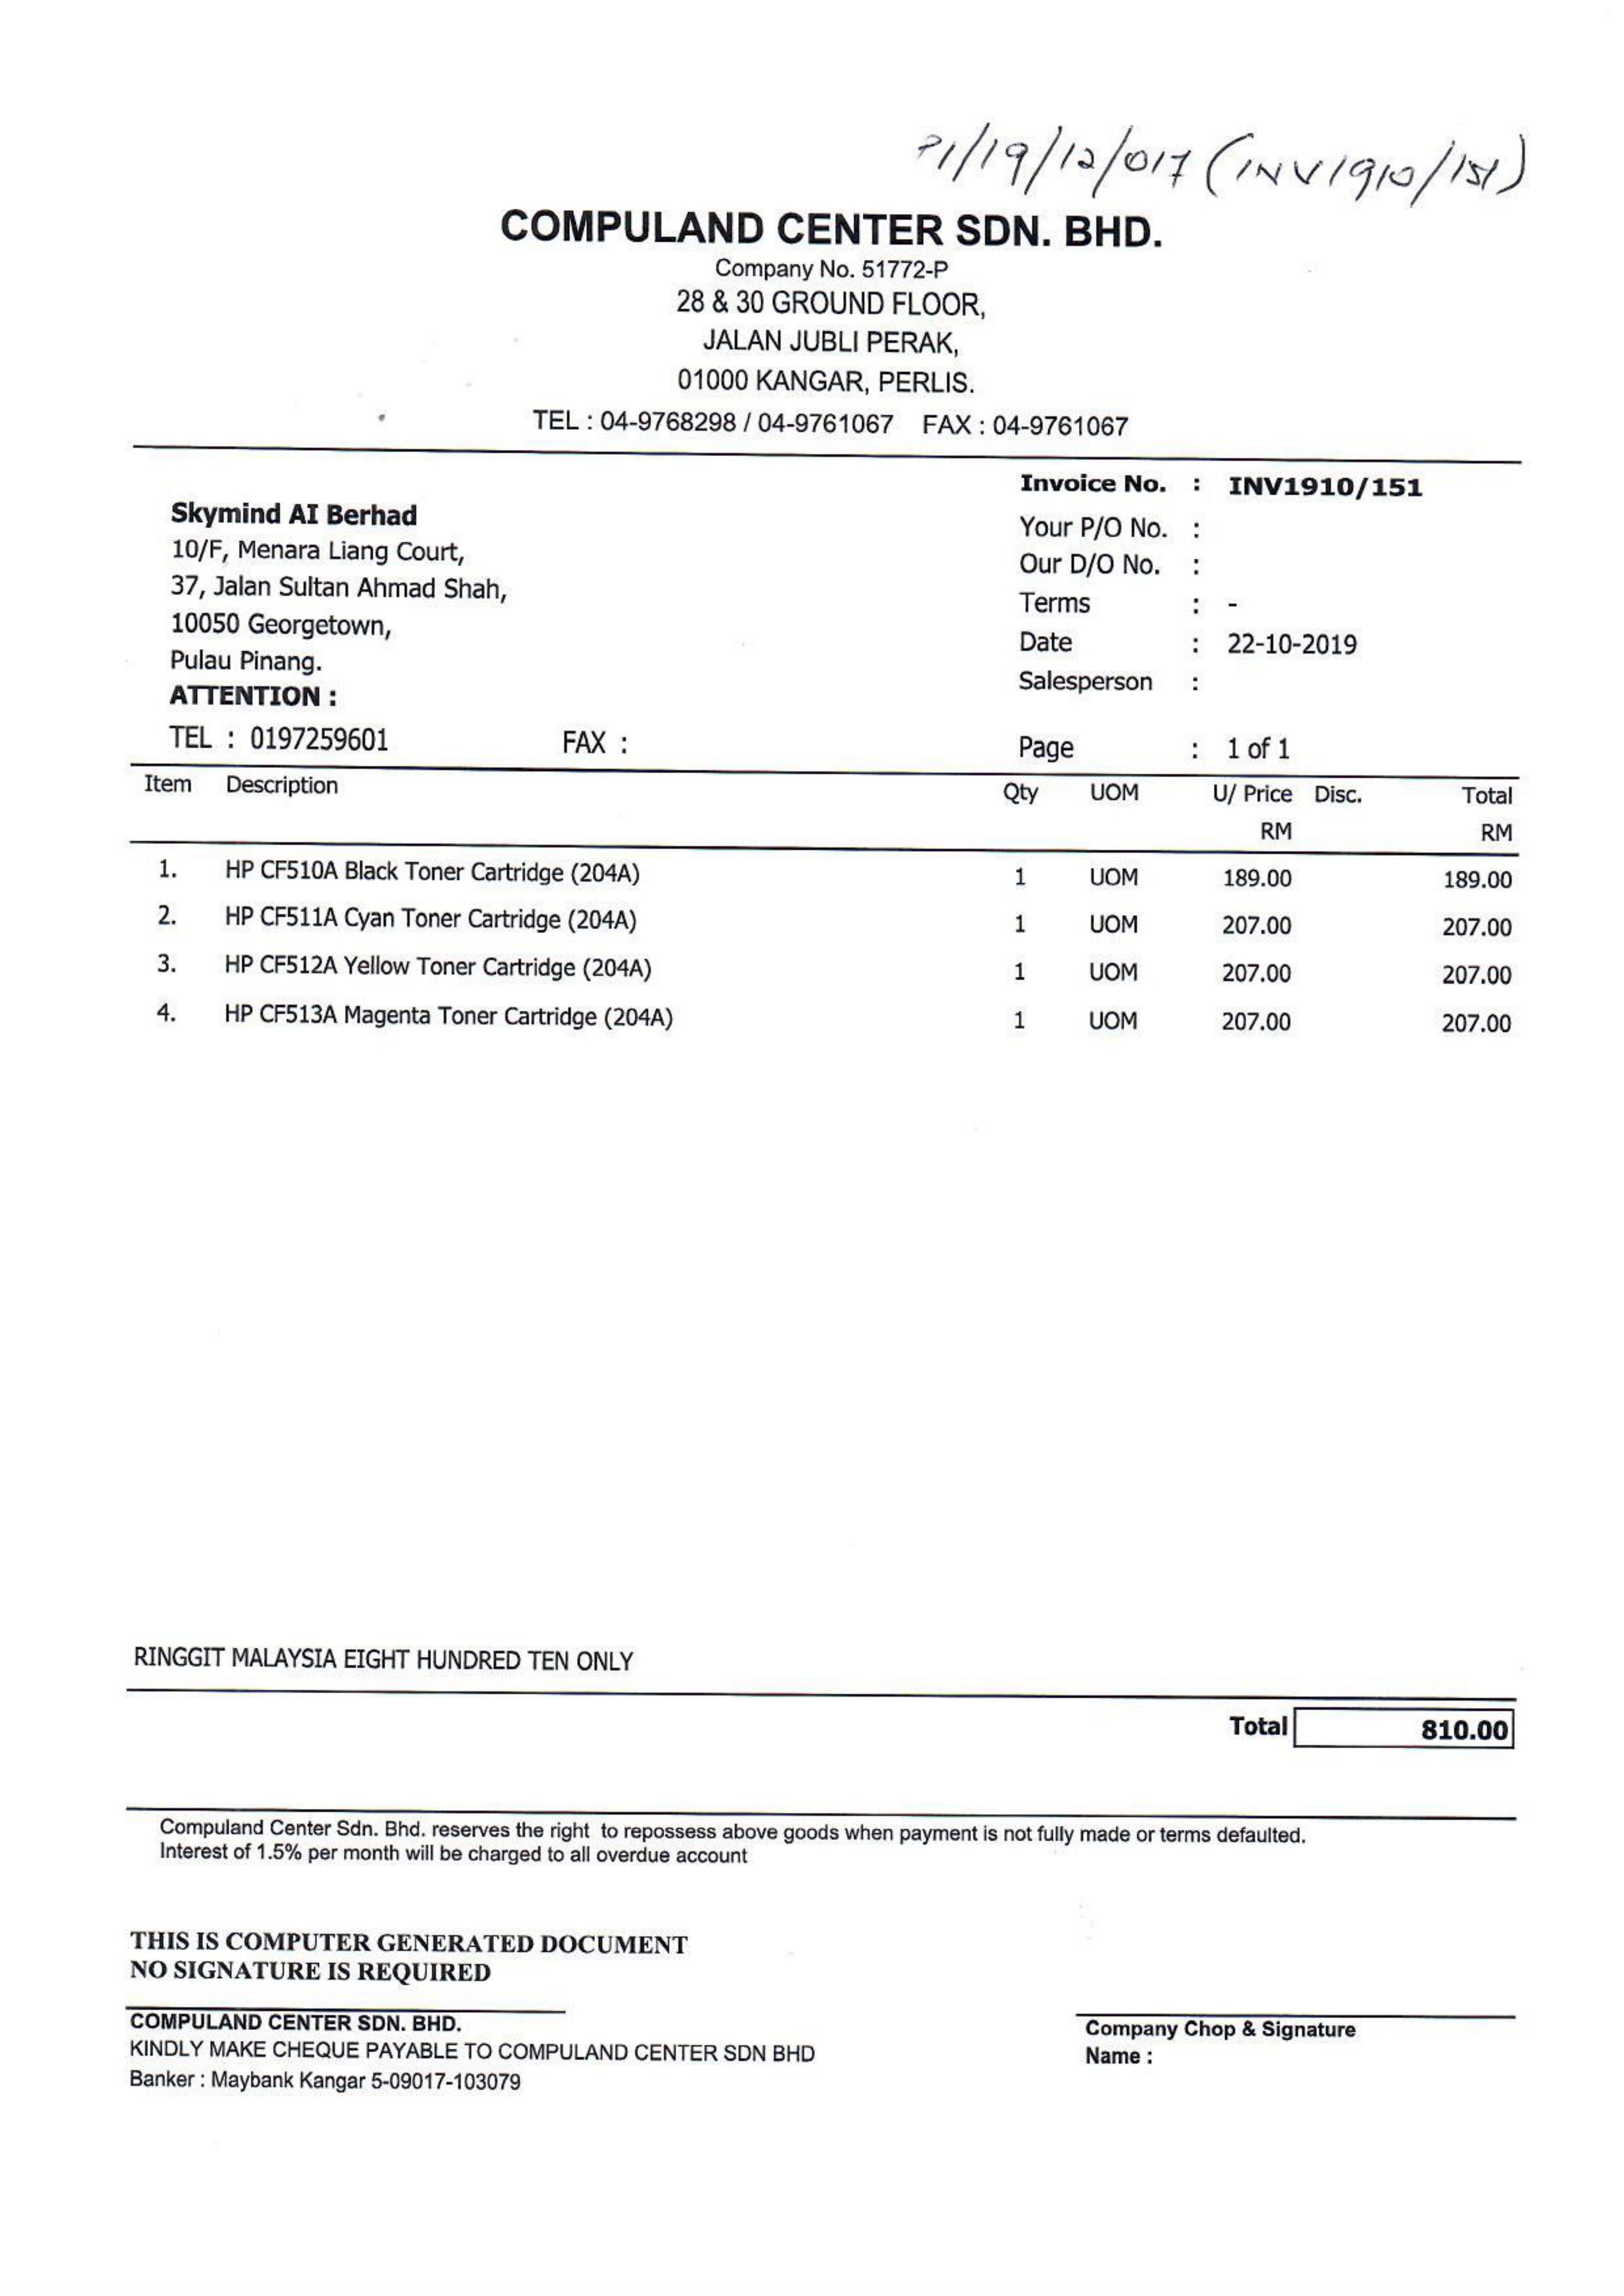 PI/19/12/017 (INV1910/151)
COMPULAND CENTER SDN. BHD.
Company No. 51772-P
28 & 30 GROUND FLOOR,
JALAN JUBLI PERAK,
01000 KANGAR, PERLIS.
TEL : 04-9768298 / 04-9761067 FAX : 04-9761067
Skymind AI Berhad
10/F, Menara Liang Court,
37, Jalan Sultan Ahmad Shah,
10050 Georgetown,
Pulau Pinang.
ATTENTION :
TEL : 0197259601 FAX :
Invoice No. : INV1910/151
Your P/O No. :
Our D/O No. :
Terms : -
Date : 22-10-2019
Salesperson :
Page : 1 of 1
Item Description Qty UOM U/ Price Disc. Total
RM RM
1. HP CF510A Black Toner Cartridge (204A) 1 UOM 189.00 189.00
2. HP CF511A Cyan Toner Cartridge (204A) 1 UOM 207.00 207.00
3. HP CF512A Yellow Toner Cartridge (204A) 1 UOM 207.00 207.00
4. HP CF513A Magenta Toner Cartridge (204A) 1 UOM 207.00 207.00
RINGGIT MALAYSIA EIGHT HUNDRED TEN ONLY
Total 810.00
Compuland Center Sdn. Bhd. reserves the right to repossess above goods when payment is not fully made or terms defaulted.
Interest of 1.5% per month will be charged to all overdue account
THIS IS COMPUTER GENERATED DOCUMENT
NO SIGNATURE IS REQUIRED
COMPULAND CENTER SDN. BHD.
KINDLY MAKE CHEQUE PAYABLE TO COMPULAND CENTER SDN BHD
Banker : Maybank Kangar 5-09017-103079
Company Chop & Signature
Name :